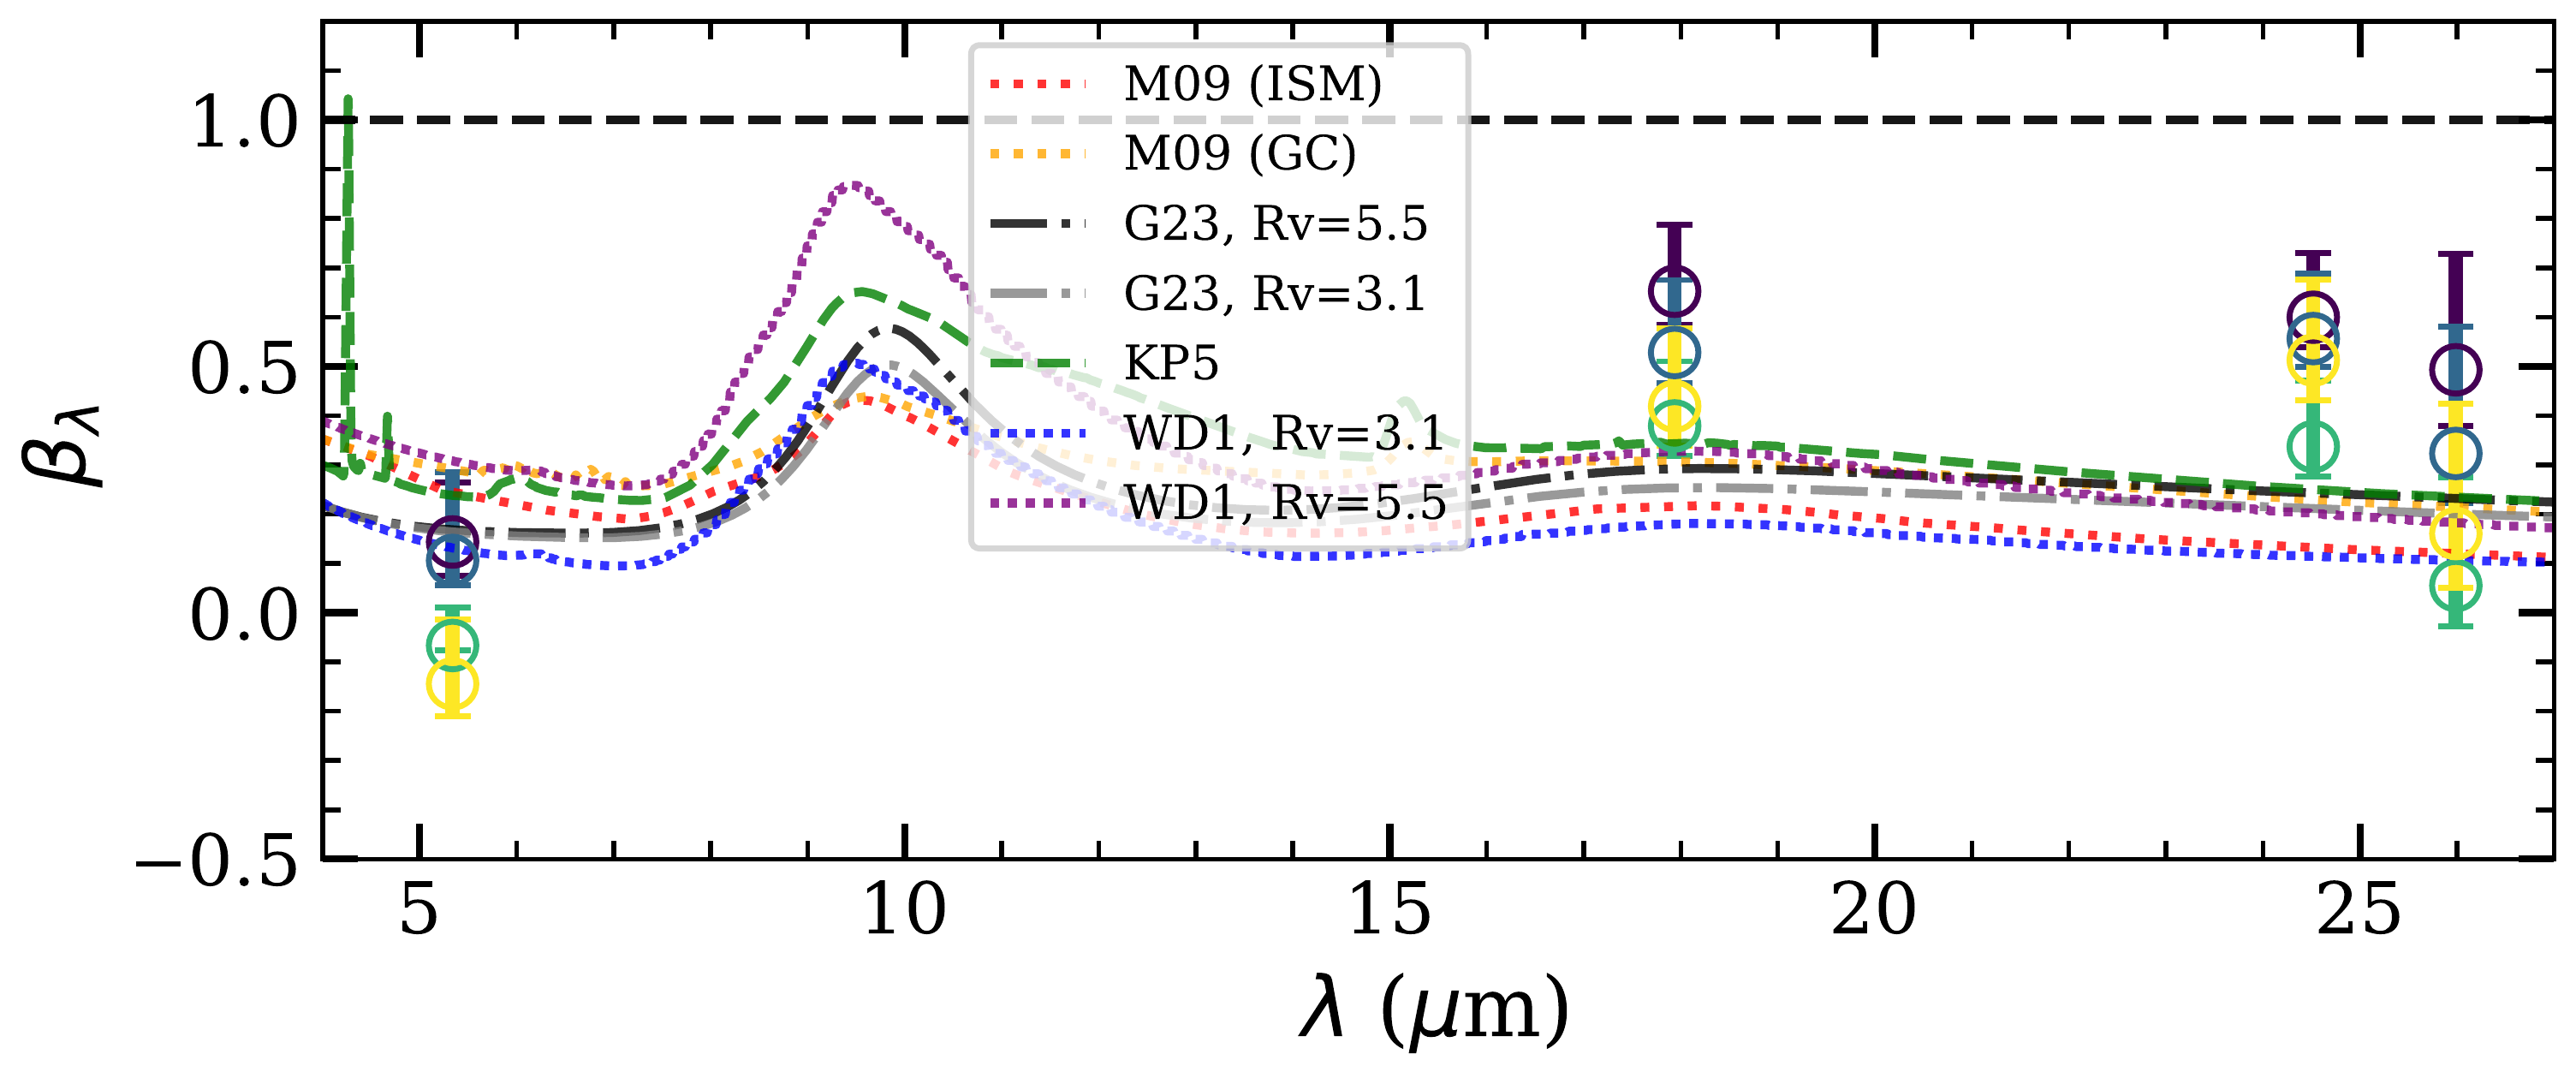 1.0
0.5
0.0
−0.5
βλ
M09 (ISM)
M09 (GC)
G23, Rv=5.5
G23, Rv=3.1
KP5
WD1, Rv=3.1
WD1, Rv=5.5
5 10 15 20 25
λ (μm)